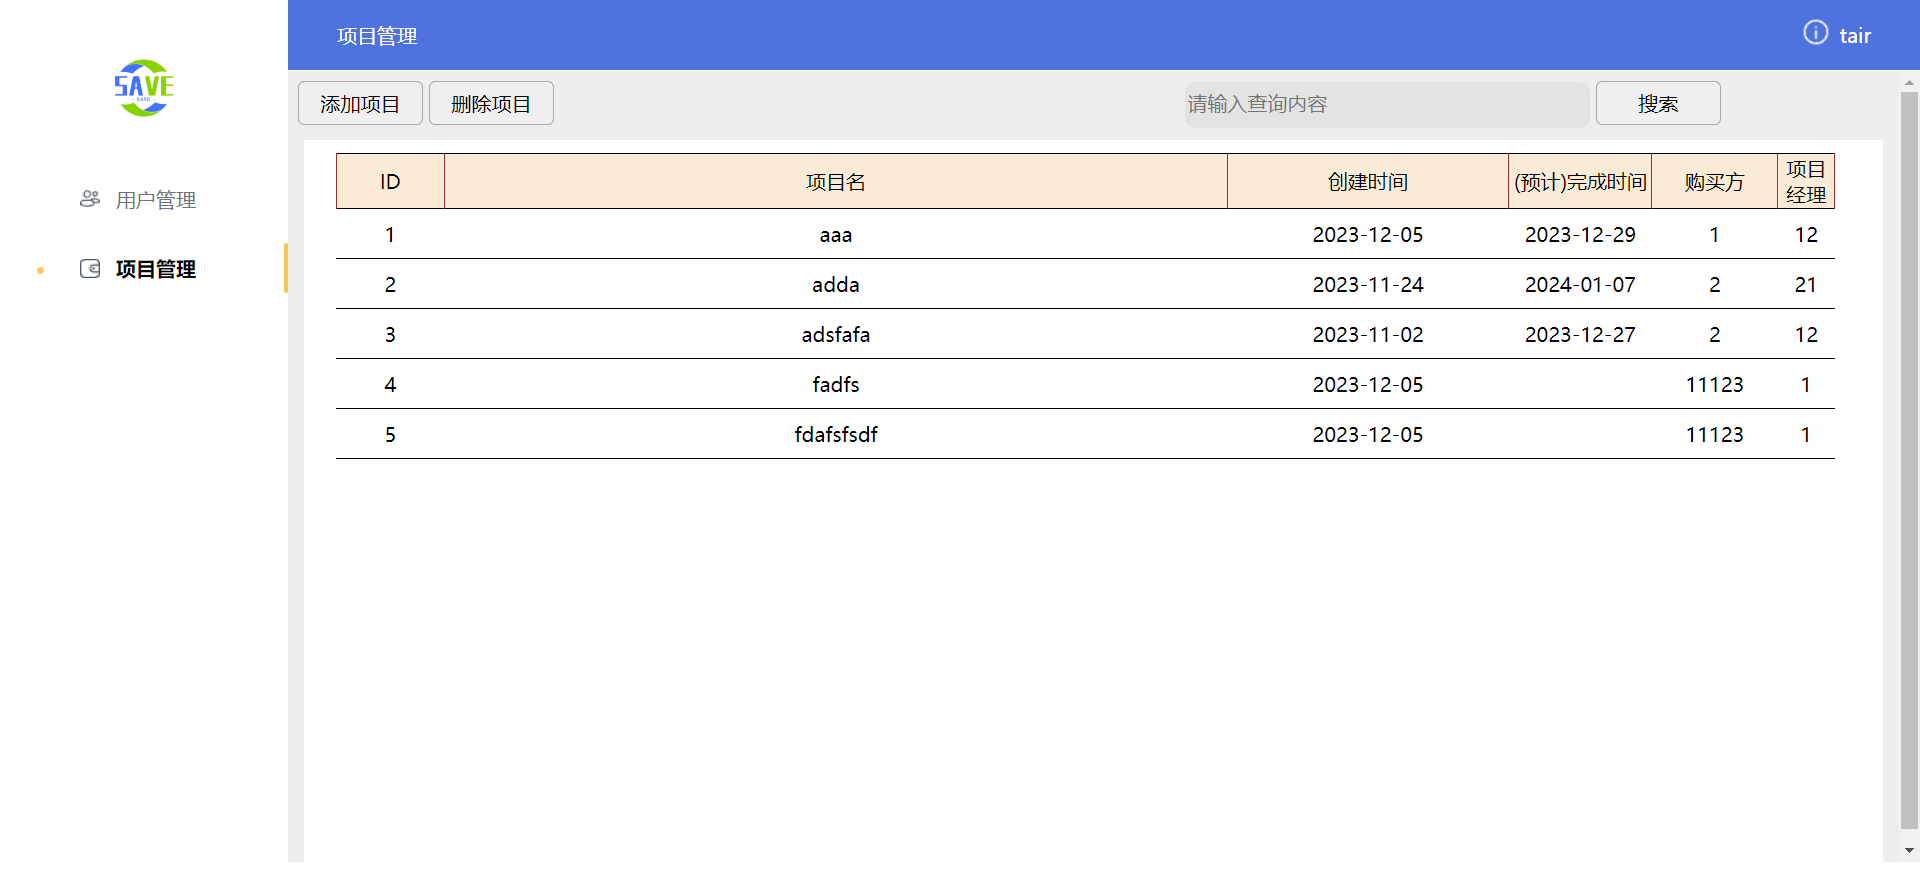 项目管理
tair
SAVE
SAVE
用户管理
项目管理
添加项目 删除项目 请输入查询内容 搜索
ID 项目名 创建时间 (预计)完成时间 购买方 项目
经理
1 aaa 2023-12-05 2023-12-29 1 12
2 adda 2023-11-24 2024-01-07 2 21
3 adsfafa 2023-11-02 2023-12-27 2 12
4 fadfs 2023-12-05 11123 1
5 fdafsfsdf 2023-12-05 11123 1